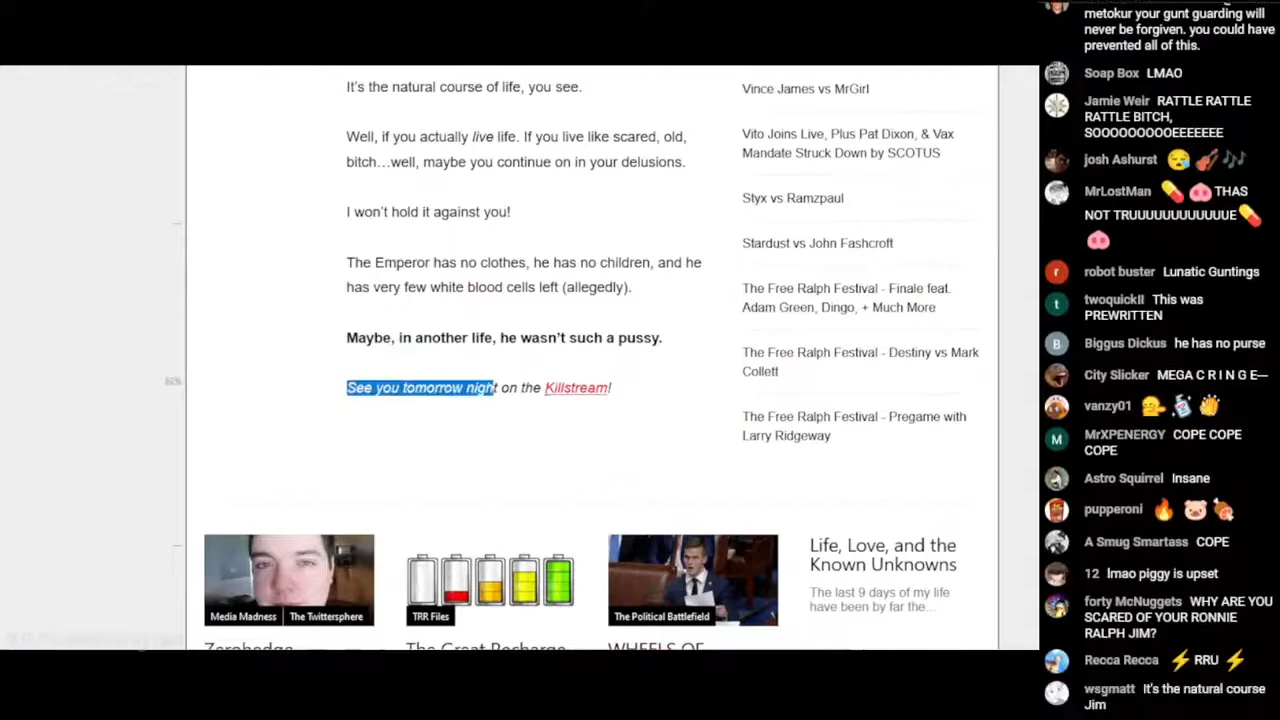 It's the natural course of life, you see.
Well, if you actually live life. If you live like scared, old,
bitch…well, maybe you continue on in your delusions.
I won't hold it against you!
The Emperor has no clothes, he has no children, and he
has very few white blood cells left (allegedly).
Maybe, in another life, he wasn't such a pussy.
See you tomorrow night on the Killstream!
82%
Vince James vs MrGirl
Vito Joins Live, Plus Pat Dixon, & Vax
Mandate Struck Down by SCOTUS
Styx vs Ramzpaul
Stardust vs John Fashcroft
The Free Ralph Festival - Finale feat.
Adam Green, Dingo, + Much More
The Free Ralph Festival - Destiny vs Mark
Collett
The Free Ralph Festival - Pregame with
Larry Ridgeway
Media Madness The Twittersphere
TRR Files
The Political Battlefield
Life, Love, and the
Known Unknowns
The last 9 days of my life
have been by far the...
Zerohedge
The Great Recharge
WHEELS OF
metokur your gunt guarding will
never be forgiven. you could have
prevented all of this.
Soap Box LMAO
Jamie Weir RATTLE RATTLE
RATTLE BITCH,
SOOOOOOOOEEEEEEE
josh Ashurst 😪 🎻 🎶
MrLostMan 💊 🐽 THAS
NOT TRUUUUUUUUUUUE 💊
🐽
robot buster Lunatic Guntings
twoquickII This was
PREWRITTEN
Biggus Dickus he has no purse
City Slicker MEGA C R I N G E—
vanzy01
MrXPENERGY COPE COPE
COPE
Astro Squirrel Insane
pupperoni 🔥 🐷 🍖
A Smug Smartass COPE
12 lmao piggy is upset
forty McNuggets WHY ARE YOU
SCARED OF YOUR RONNIE
RALPH JIM?
Recca Recca ⚡ RRU ⚡
wsgmatt It's the natural course
Jim